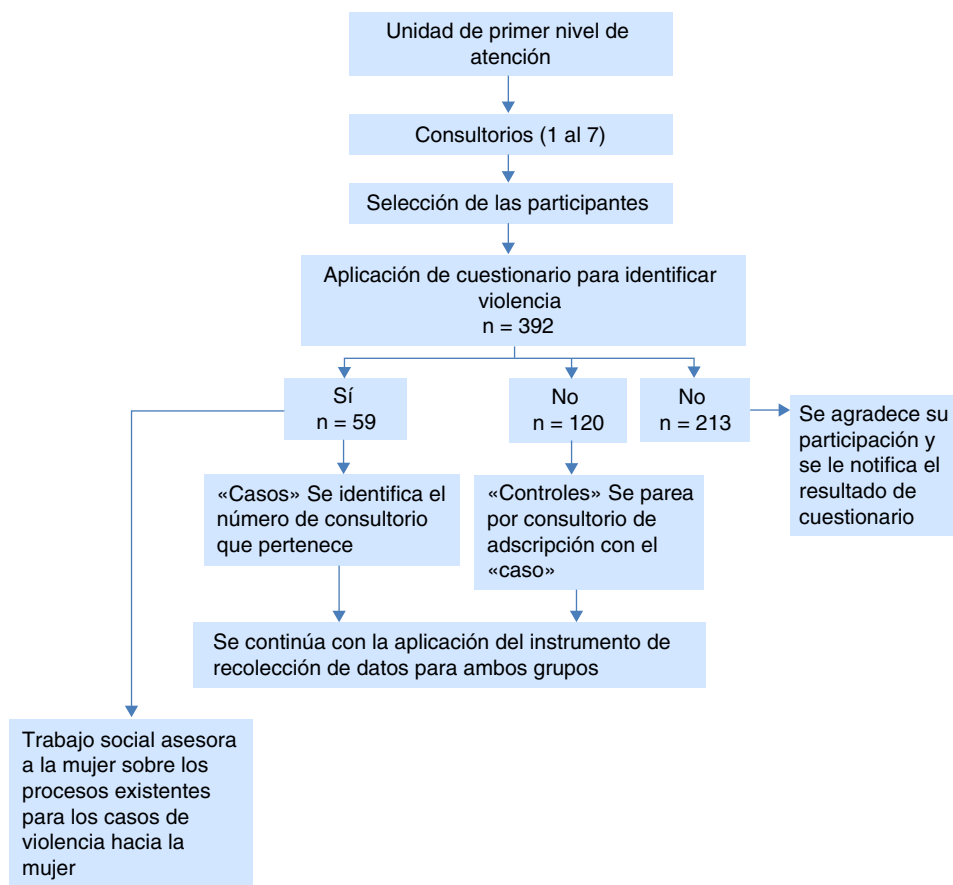 Unidad de primer nivel de
atención
Consultorios (1 al 7)
Selección de las participantes
Aplicación de cuestionario para identificar
violencia
n = 392
Sí
n = 59
No
n = 120
No
n = 213
Se agradece su
participación y
se le notifica el
resultado de
cuestionario
«Casos» Se identifica el
número de consultorio
que pertenece
«Controles» Se parea
por consultorio de
adscripción con el
«caso»
Se continúa con la aplicación del instrumento de
recolección de datos para ambos grupos
Trabajo social asesora
a la mujer sobre los
procesos existentes
para los casos de
violencia hacia la
mujer